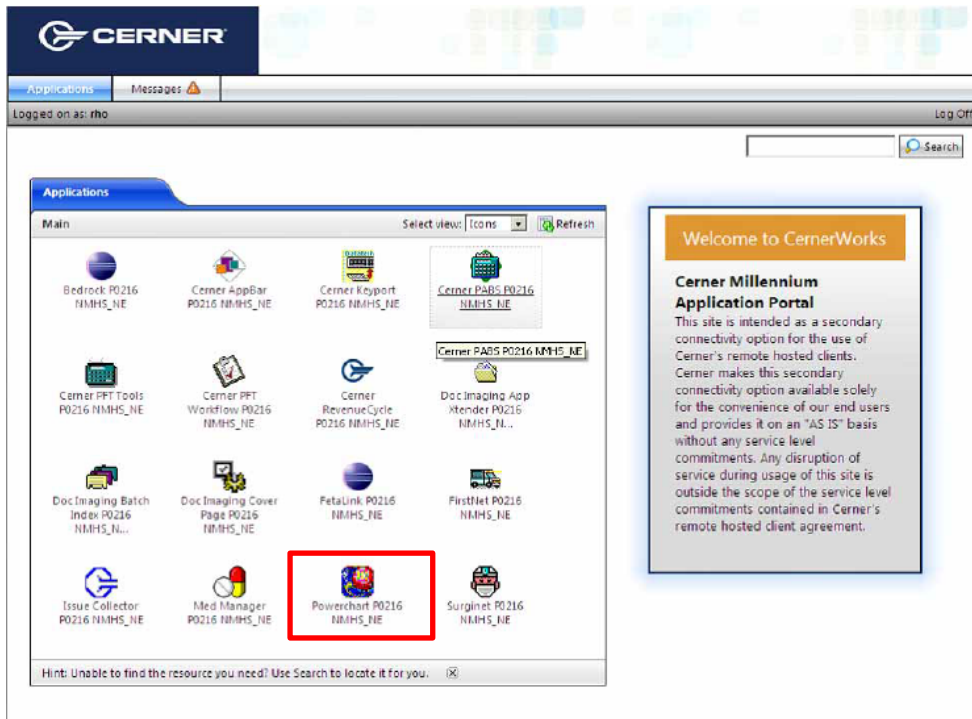 CERNER
Applications Messages
Logged on as: rho Log Off
Search
Applications
Main Select view: Icons Refresh
Bedrock P0216
NMHS_NE
Cerner AppBar
P0216 NMHS_NE
Cerner Keyport
P0216 NMHS_NE
Cerner PABS P0216
NMHS_NE
Cerner PABS P0216 NMHS_NE
Cerner PFT Tools
P0216 NMHS_NE
Cerner PFT
Workflow P0216
NMHS_NE
Cerner
RevenueCycle
P0216 NMHS_NE
Doc Imaging App
Xtender P0216
NMHS_N...
Doc Imaging Batch
Index P0216
NMHS_N...
Doc Imaging Cover
Page P0216
NMHS_NE
FetaLink P0216
NMHS_NE
FirstNet P0216
NMHS_NE
Issue Collector
P0216 NMHS_NE
Med Manager
P0216 NMHS_NE
Powerchart P0216
NMHS_NE
Surginet P0216
NMHS_NE
Hint: Unable to find the resource you need? Use Search to locate it for you.
Welcome to CernerWorks
Cerner Millennium
Application Portal
This site is intended as a secondary
connectivity option for the use of
Cerner's remote hosted clients.
Cerner makes this secondary
connectivity option available solely
for the convenience of our end users
and provides it on an "AS IS" basis
without any service level
commitments. Any disruption of
service during usage of this site is
outside the scope of the service level
commitments contained in Cerner's
remote hosted client agreement.